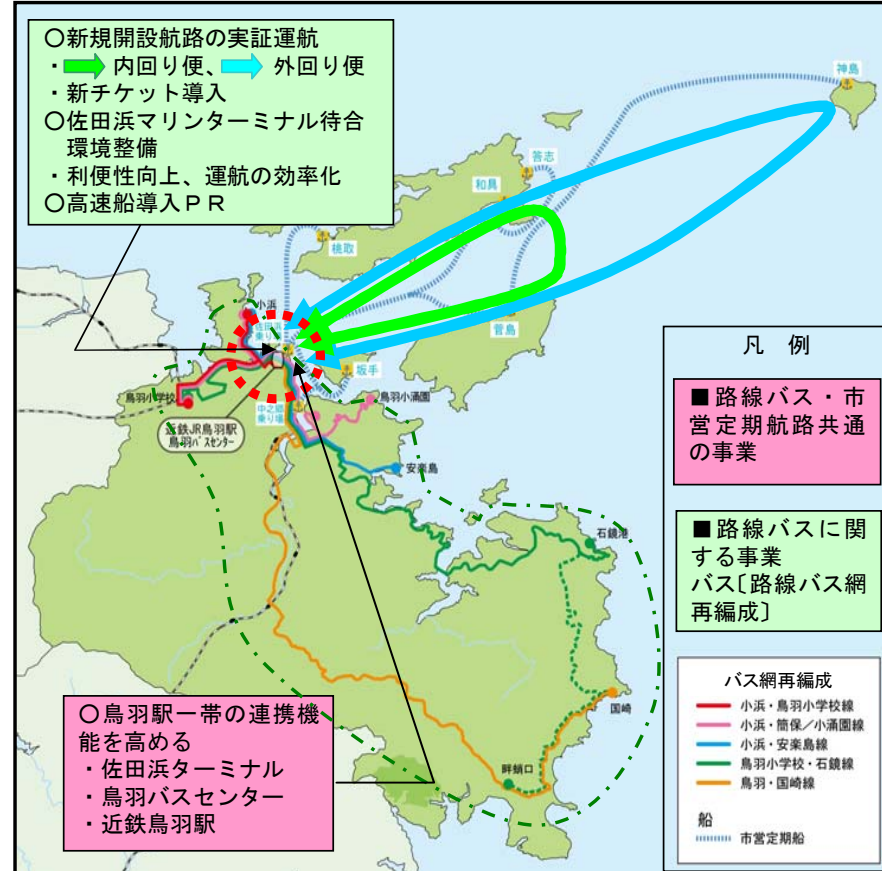 〇新規開設航路の実証運航
・ 内回り便、 外回り便
・新チケット導入
〇佐田浜マリンターミナル待合
環境整備
・利便性向上、運航の効率化
〇高速船導入ＰＲ
神島
答志
和具
桃取
菅島
小浜
佐田浜
乗り場
坂手
鳥羽小学校
鳥羽小涌園
中之郷
乗り場
近鉄JR鳥羽駅
鳥羽バスセンター
安楽島
石鏡港
国崎
畔蛸口
〇鳥羽駅一帯の連携機
能を高める
・佐田浜ターミナル
・鳥羽バスセンター
・近鉄鳥羽駅
凡 例
■路線バス・市
営定期航路共通
の事業
■路線バスに関
する事業
バス〔路線バス網
再編成〕
バス網再編成
小浜・鳥羽小学校線
小浜・簡保／小涌園線
小浜・安楽島線
鳥羽小学校・石鏡線
鳥羽・国崎線
船
市営定期船